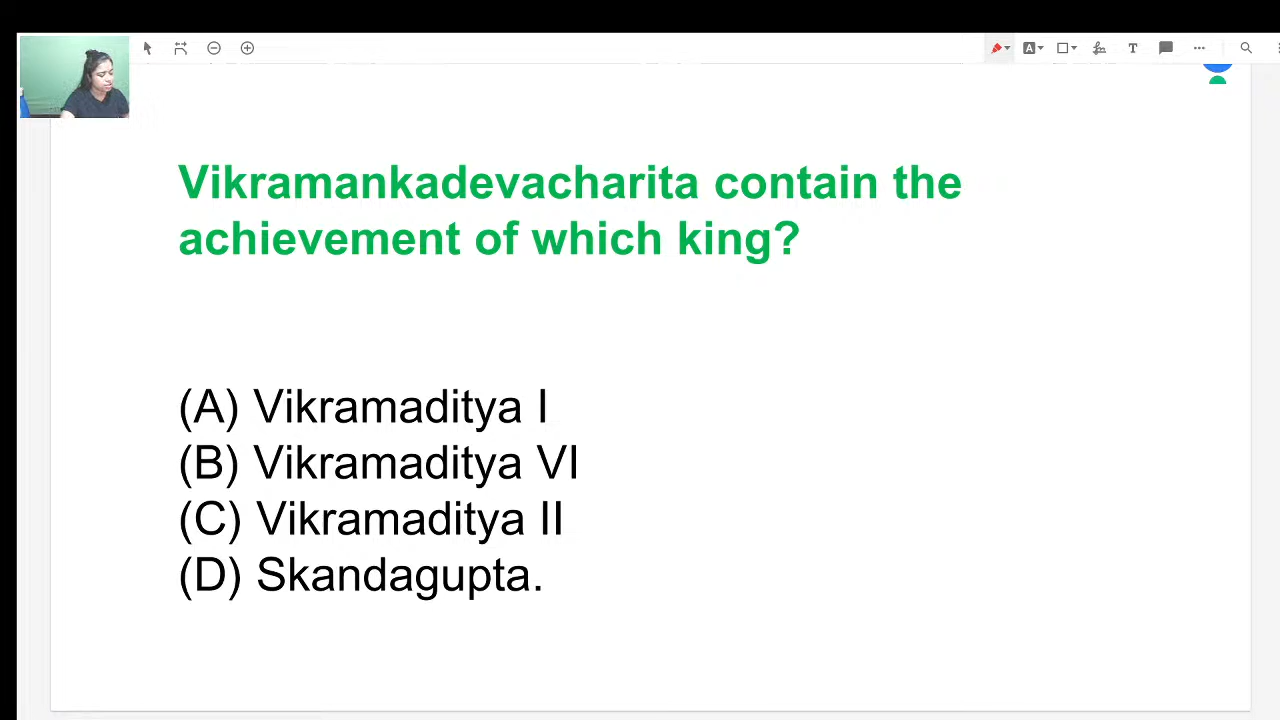 Vikramankadevacharita contain the
achievement of which king?
(A) Vikramaditya I
(B) Vikramaditya VI
(C) Vikramaditya II
(D) Skandagupta.